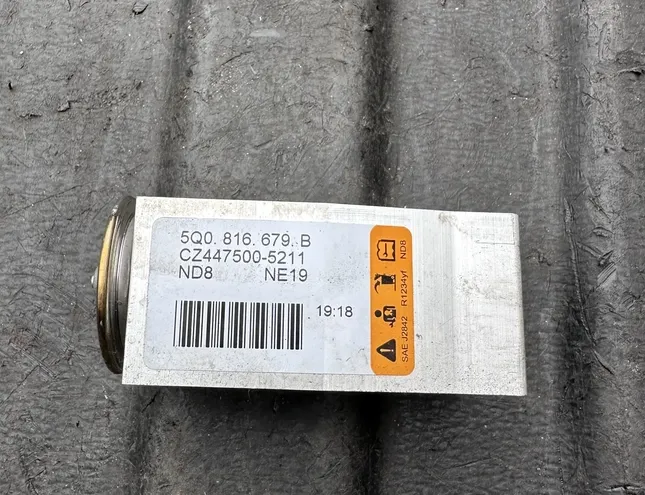 5Q0. 816. 679. B
CZ447500-5211
ND8 NE19
19:18
SAE J2842 R1234yf ND8